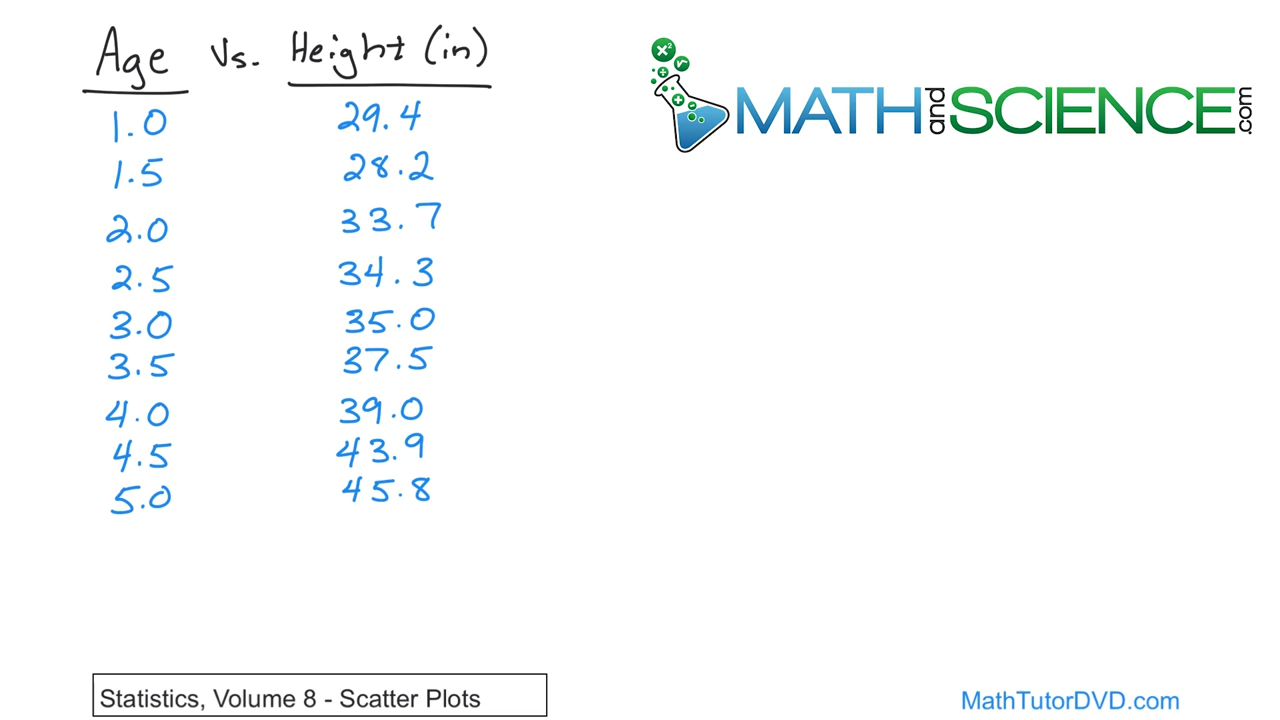 Age vs. Height (in)
1.0 29.4
1.5 28.2
2.0 33.7
2.5 34.3
3.0 35.0
3.5 37.5
4.0 39.0
4.5 43.9
5.0 45.8
x² √
+
+ -
MATH and SCIENCE .com
Statistics, Volume 8 - Scatter Plots
MathTutorDVD.com